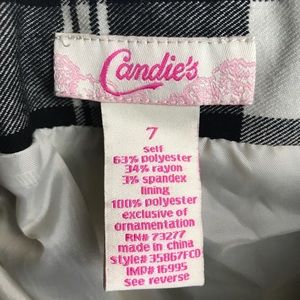 Candie's
7
self
63% polyester
34% rayon
3% spandex
lining
100% polyester
exclusive of
ornamentation
RN# 73277
made in china
style# 35867FCD
IMD# 16995
see reverse